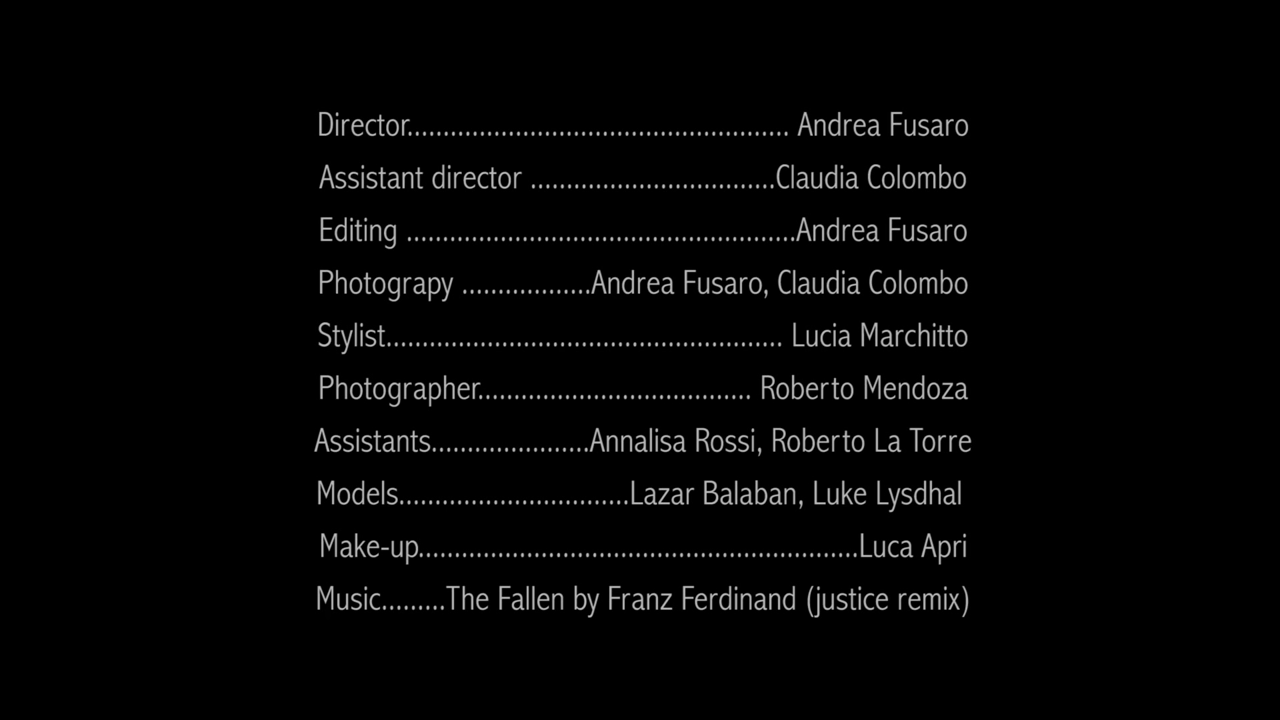 Director..................................................... Andrea Fusaro
Assistant director ..................................Claudia Colombo
Editing ......................................................Andrea Fusaro
Photograpy ..................Andrea Fusaro, Claudia Colombo
Stylist....................................................... Lucia Marchitto
Photographer...................................... Roberto Mendoza
Assistants......................Annalisa Rossi, Roberto La Torre
Models................................Lazar Balaban, Luke Lysdhal
Make-up.............................................................Luca Apri
Music.........The Fallen by Franz Ferdinand (justice remix)